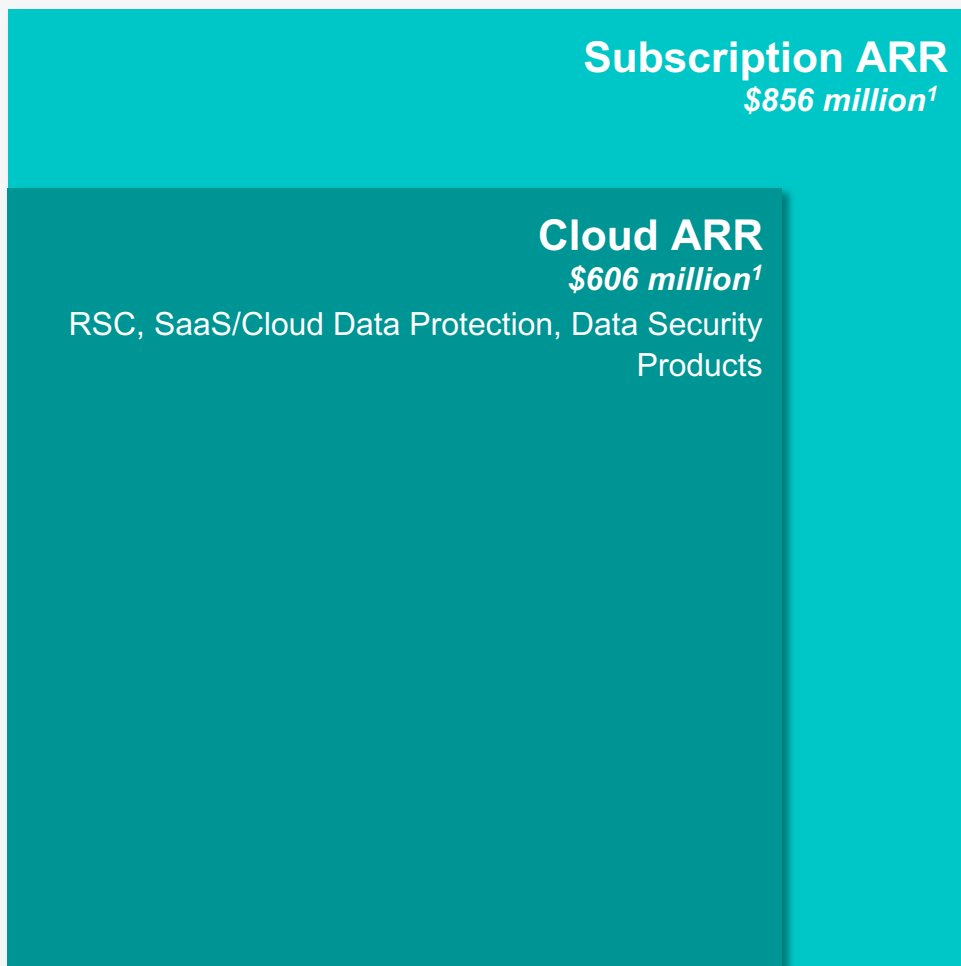 Subscription ARR
$856 million¹
Cloud ARR
$606 million¹
RSC, SaaS/Cloud Data Protection, Data Security
Products